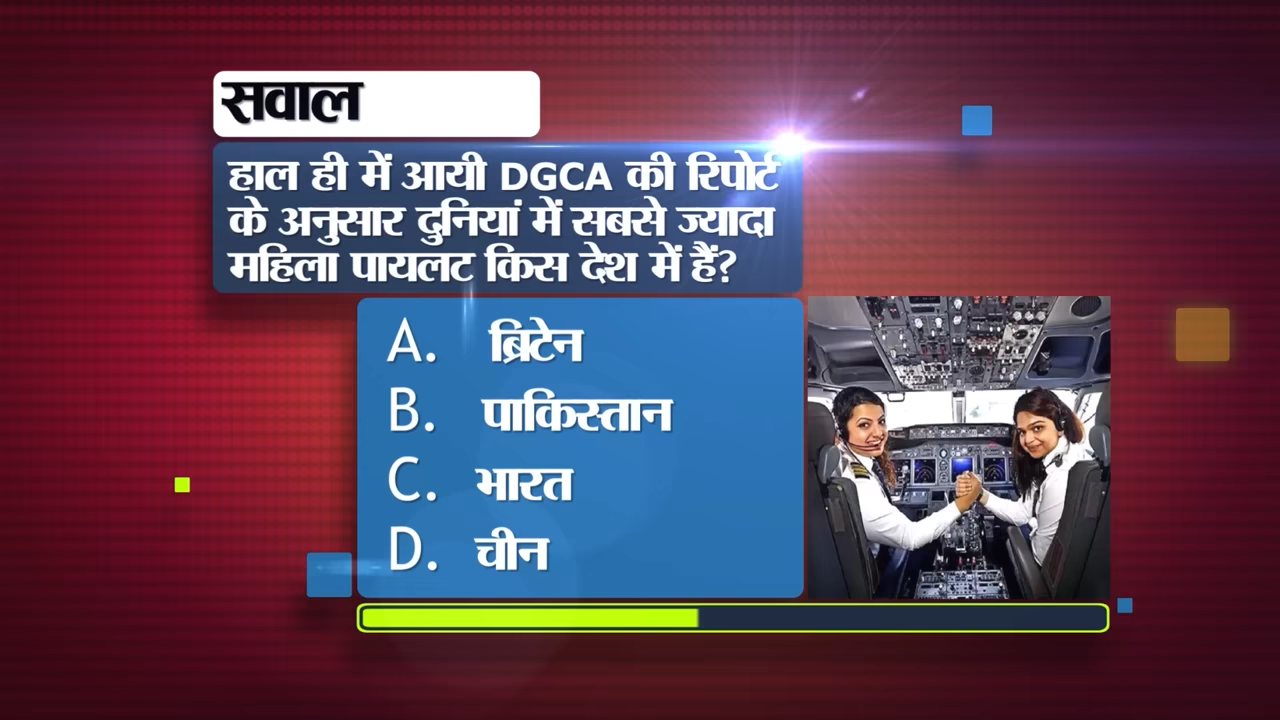 सवाल
हाल ही में आयी DGCA की रिपोर्ट
के अनुसार दुनियां में सबसे ज्यादा
महिला पायलट किस देश में हैं?
A. ब्रिटेन
B. पाकिस्तान
C. भारत
D. चीन